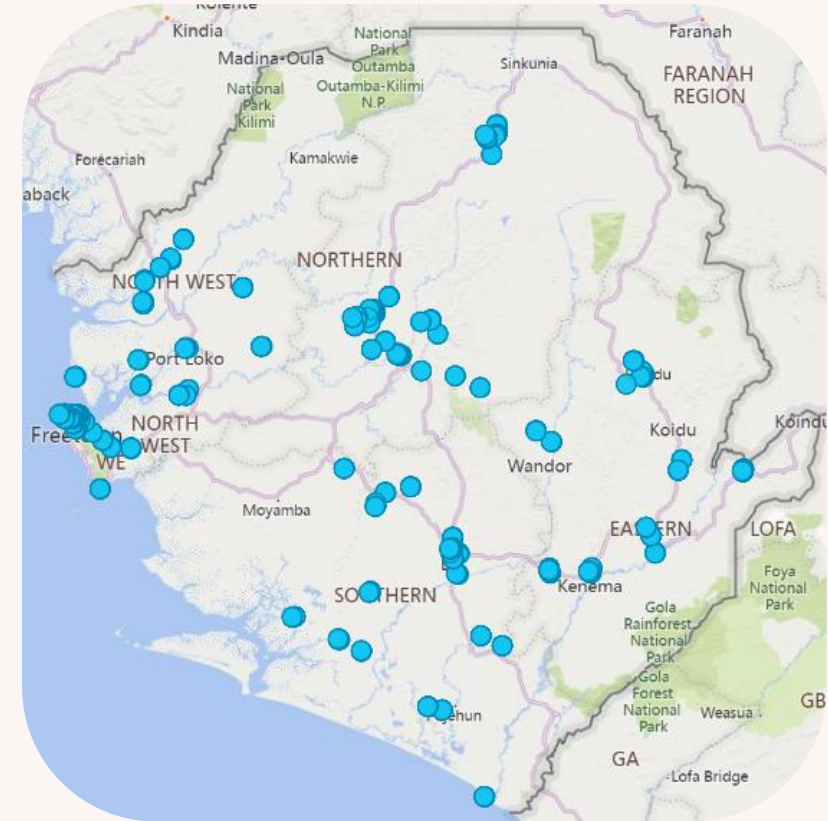 Kindia
National
Park
Outamba
Outamba-Kilimi
N.P.
Faranah
Madina-Oula
Sinkunia
FARANAH
REGION
National
Park
Kilimi
Forécariah
Kamakwie
aback
NORTHERN
NORTH WEST
Port Loko
Koidu
Koindu
NORTH
WEST
WE
Wandor
Moyamba
LOFA
Kenema
Foya
National
Park
Gola
Rainforest
National
Park
Gola
Forest
National
Park
Weasua
GB
GA
Lofa Bridge